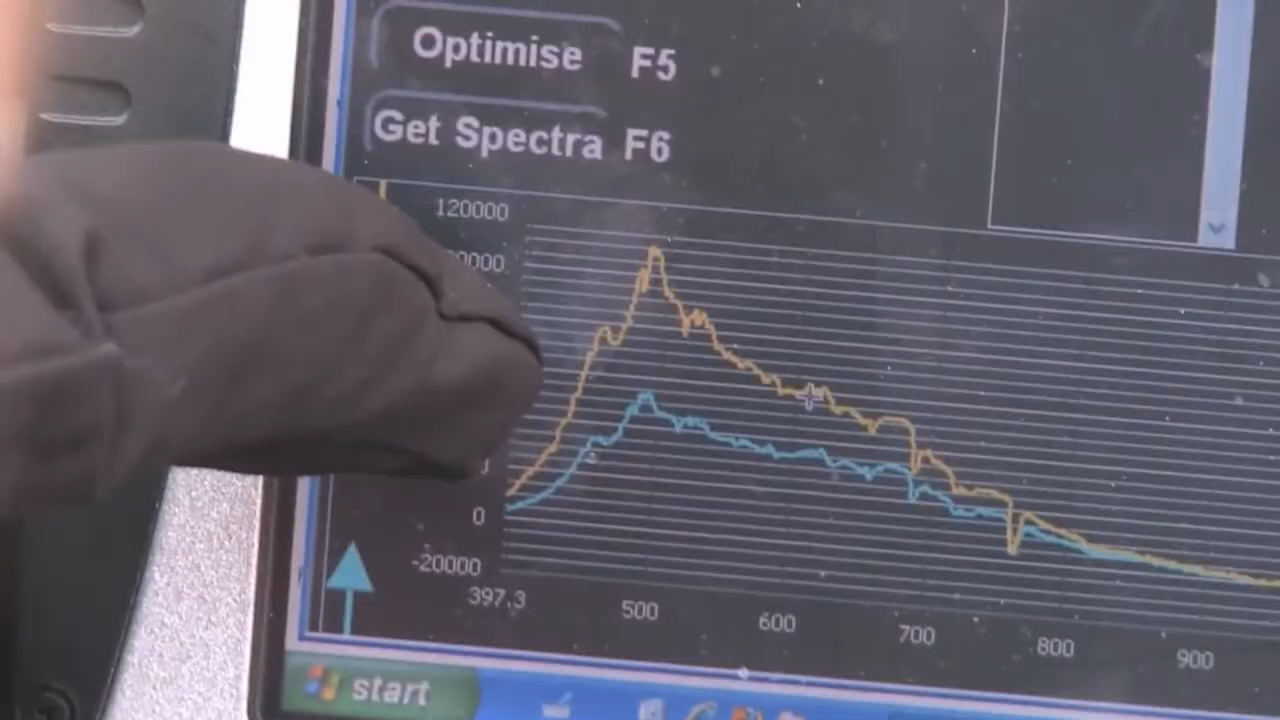 Optimise F5
Get Spectra F6
120000
0
-20000
397.3 500 600 700 800 900
start